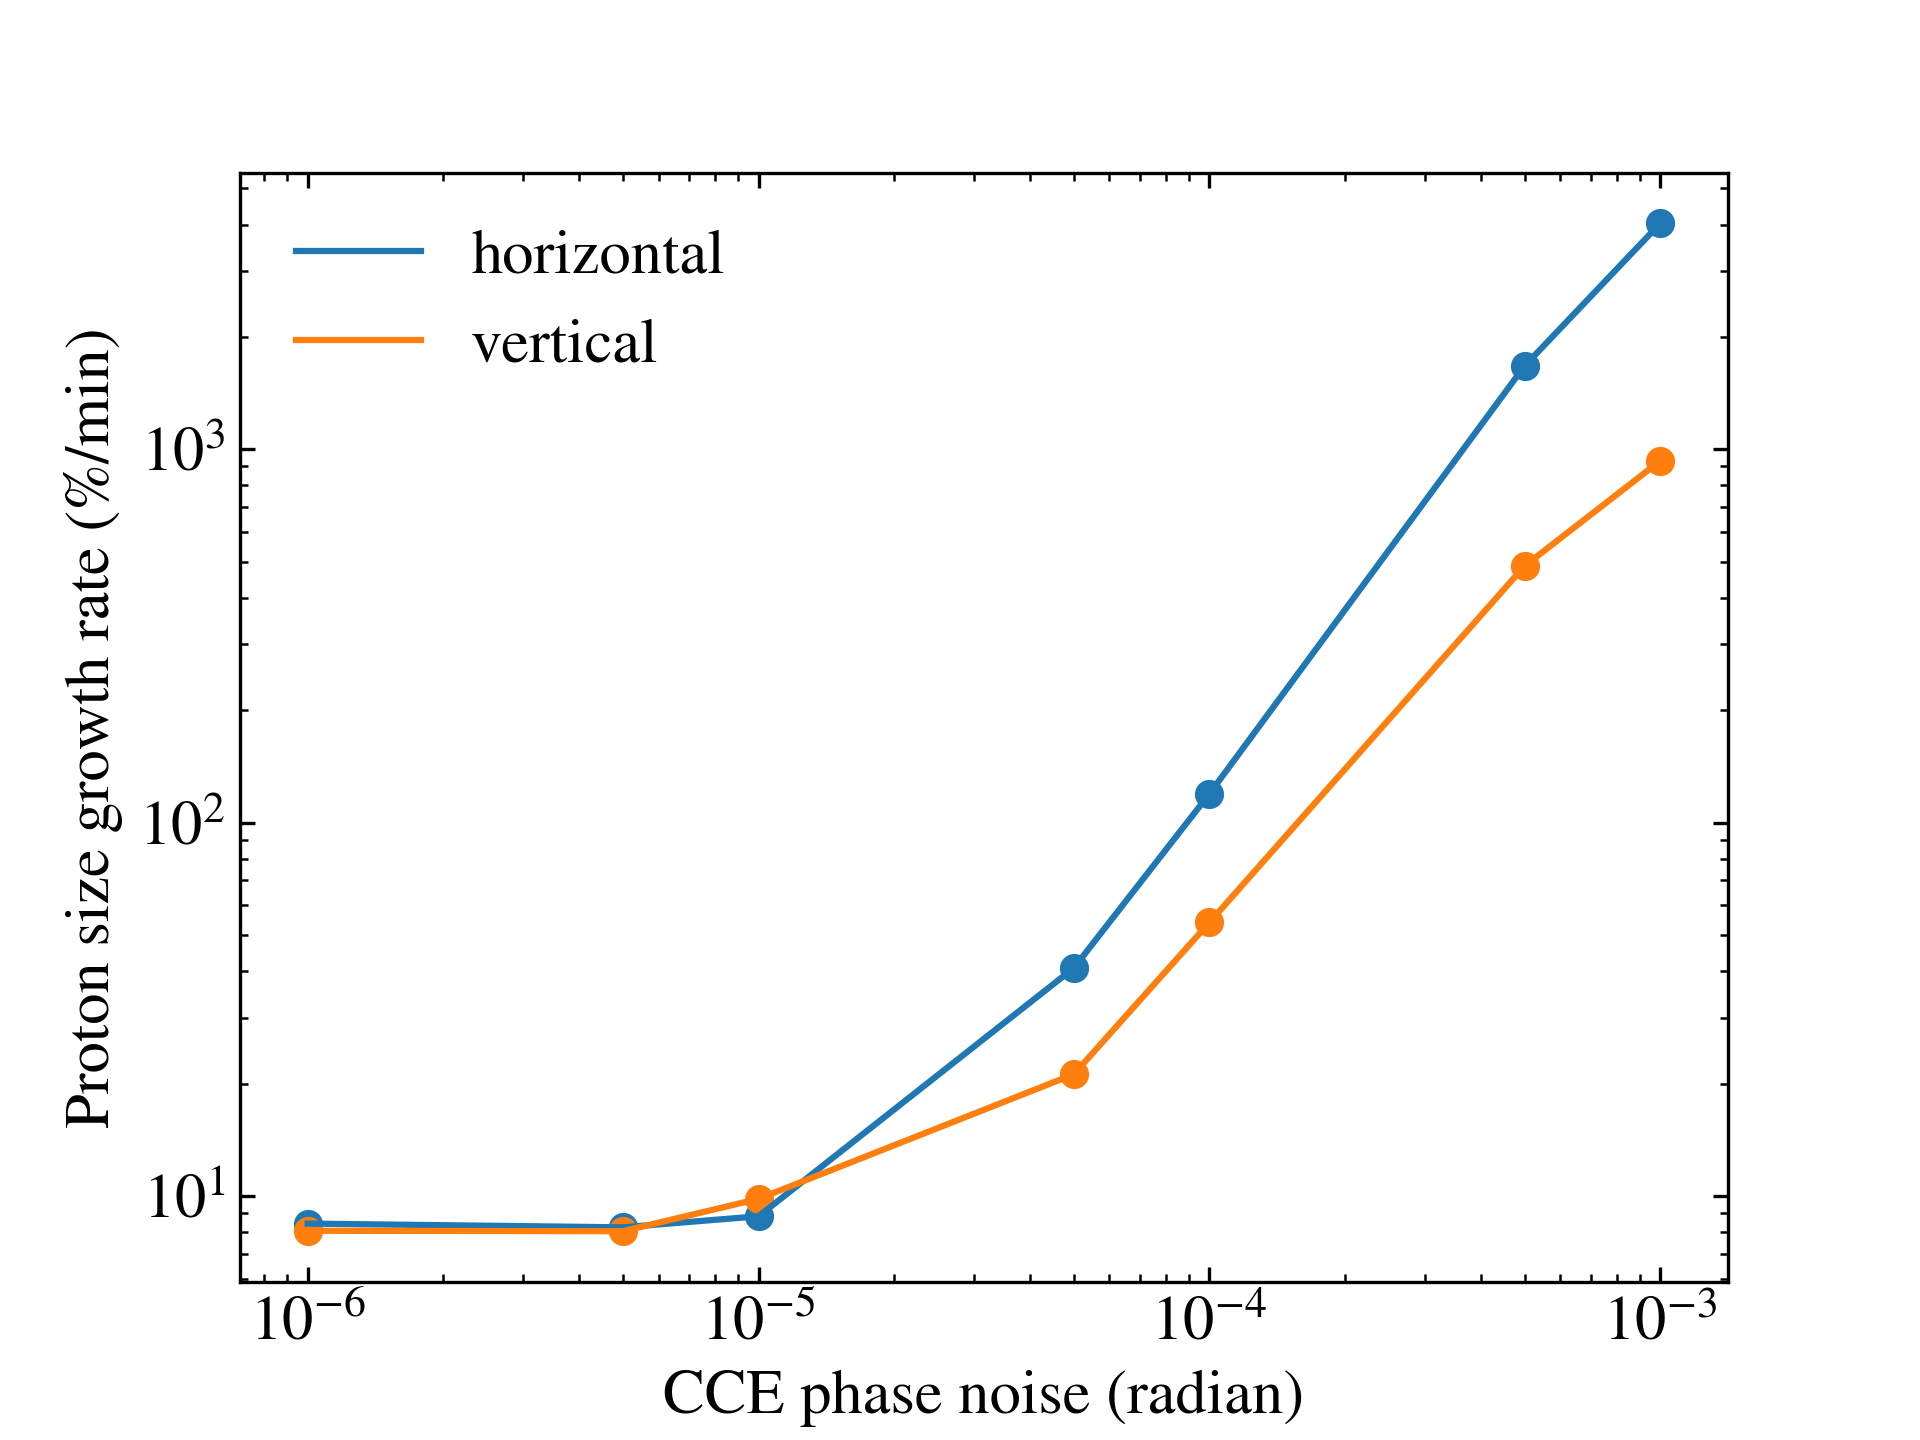 horizontal
vertical
Proton size growth rate (%/min)
10³
10²
10¹
10⁻⁶ 10⁻⁵ 10⁻⁴ 10⁻³
CCE phase noise (radian)